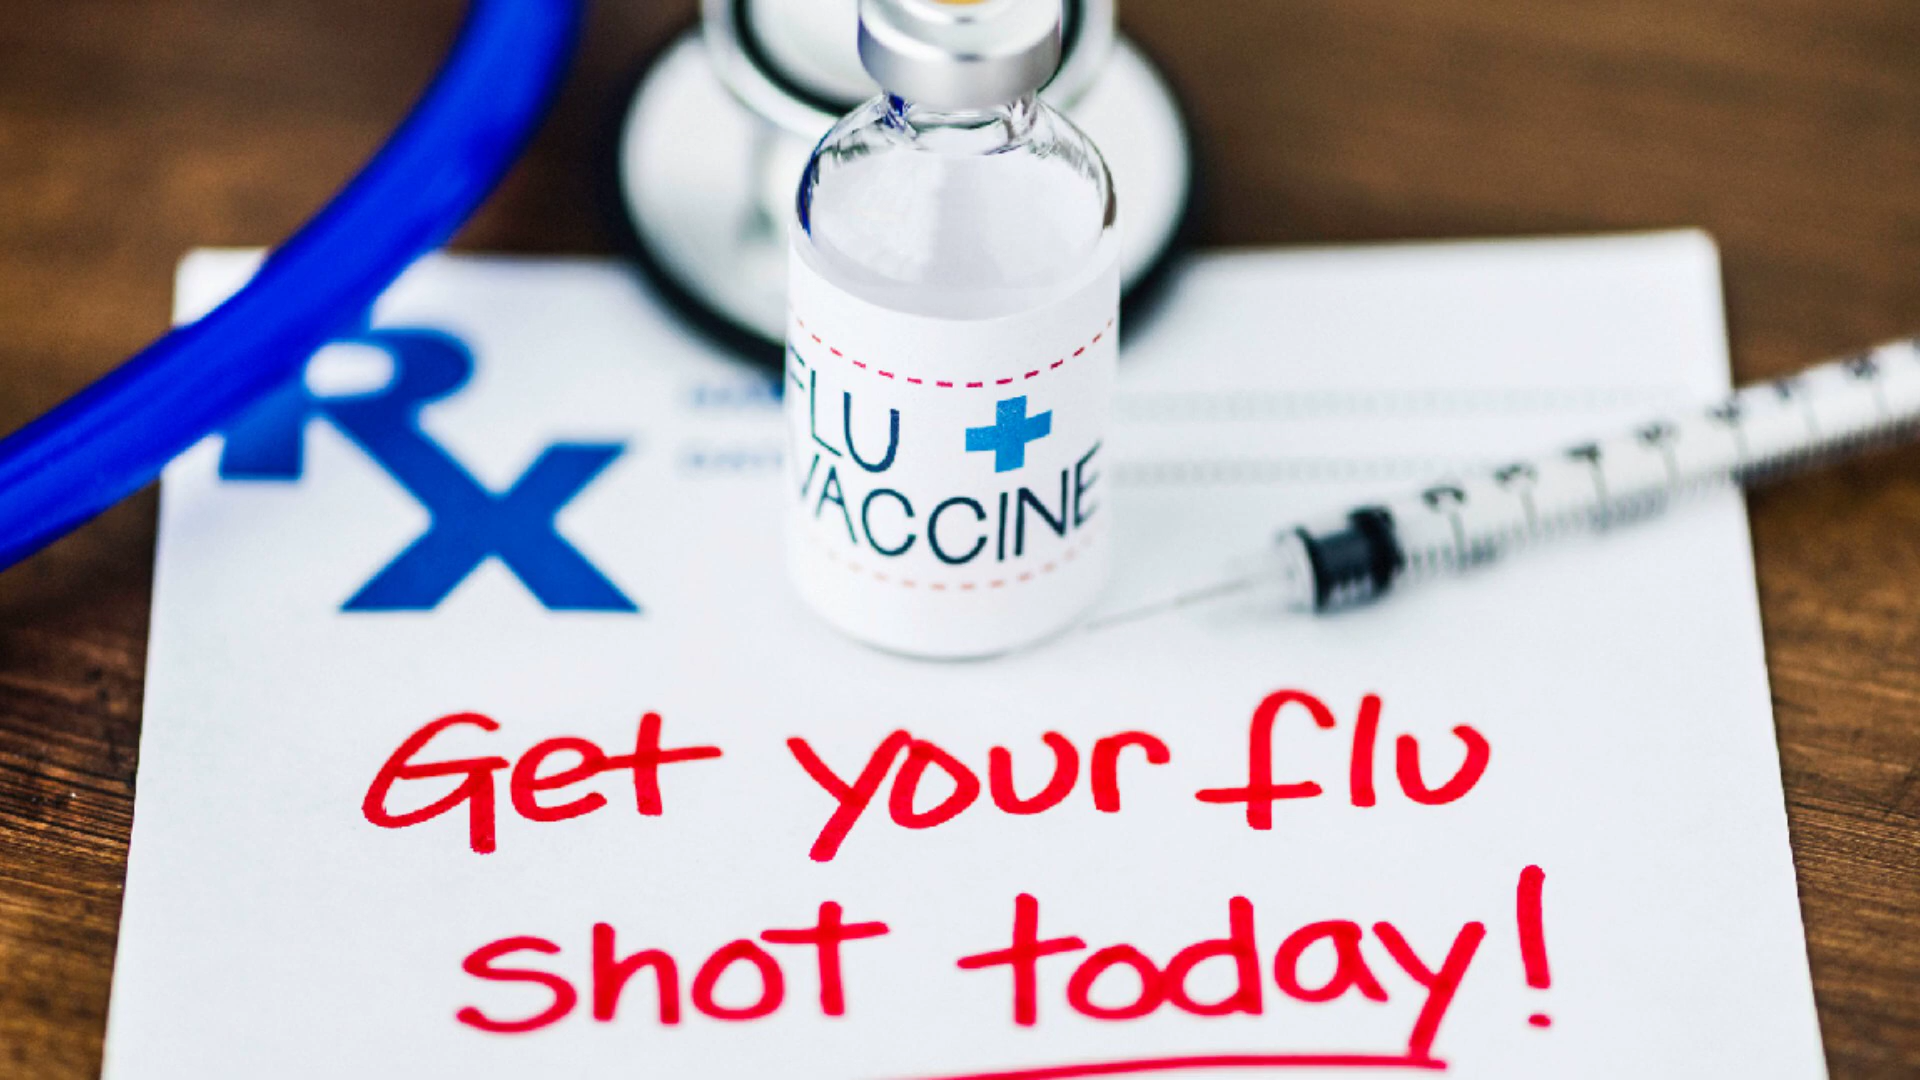 Rx
FLU
VACCINE
Get your flu
shot today!